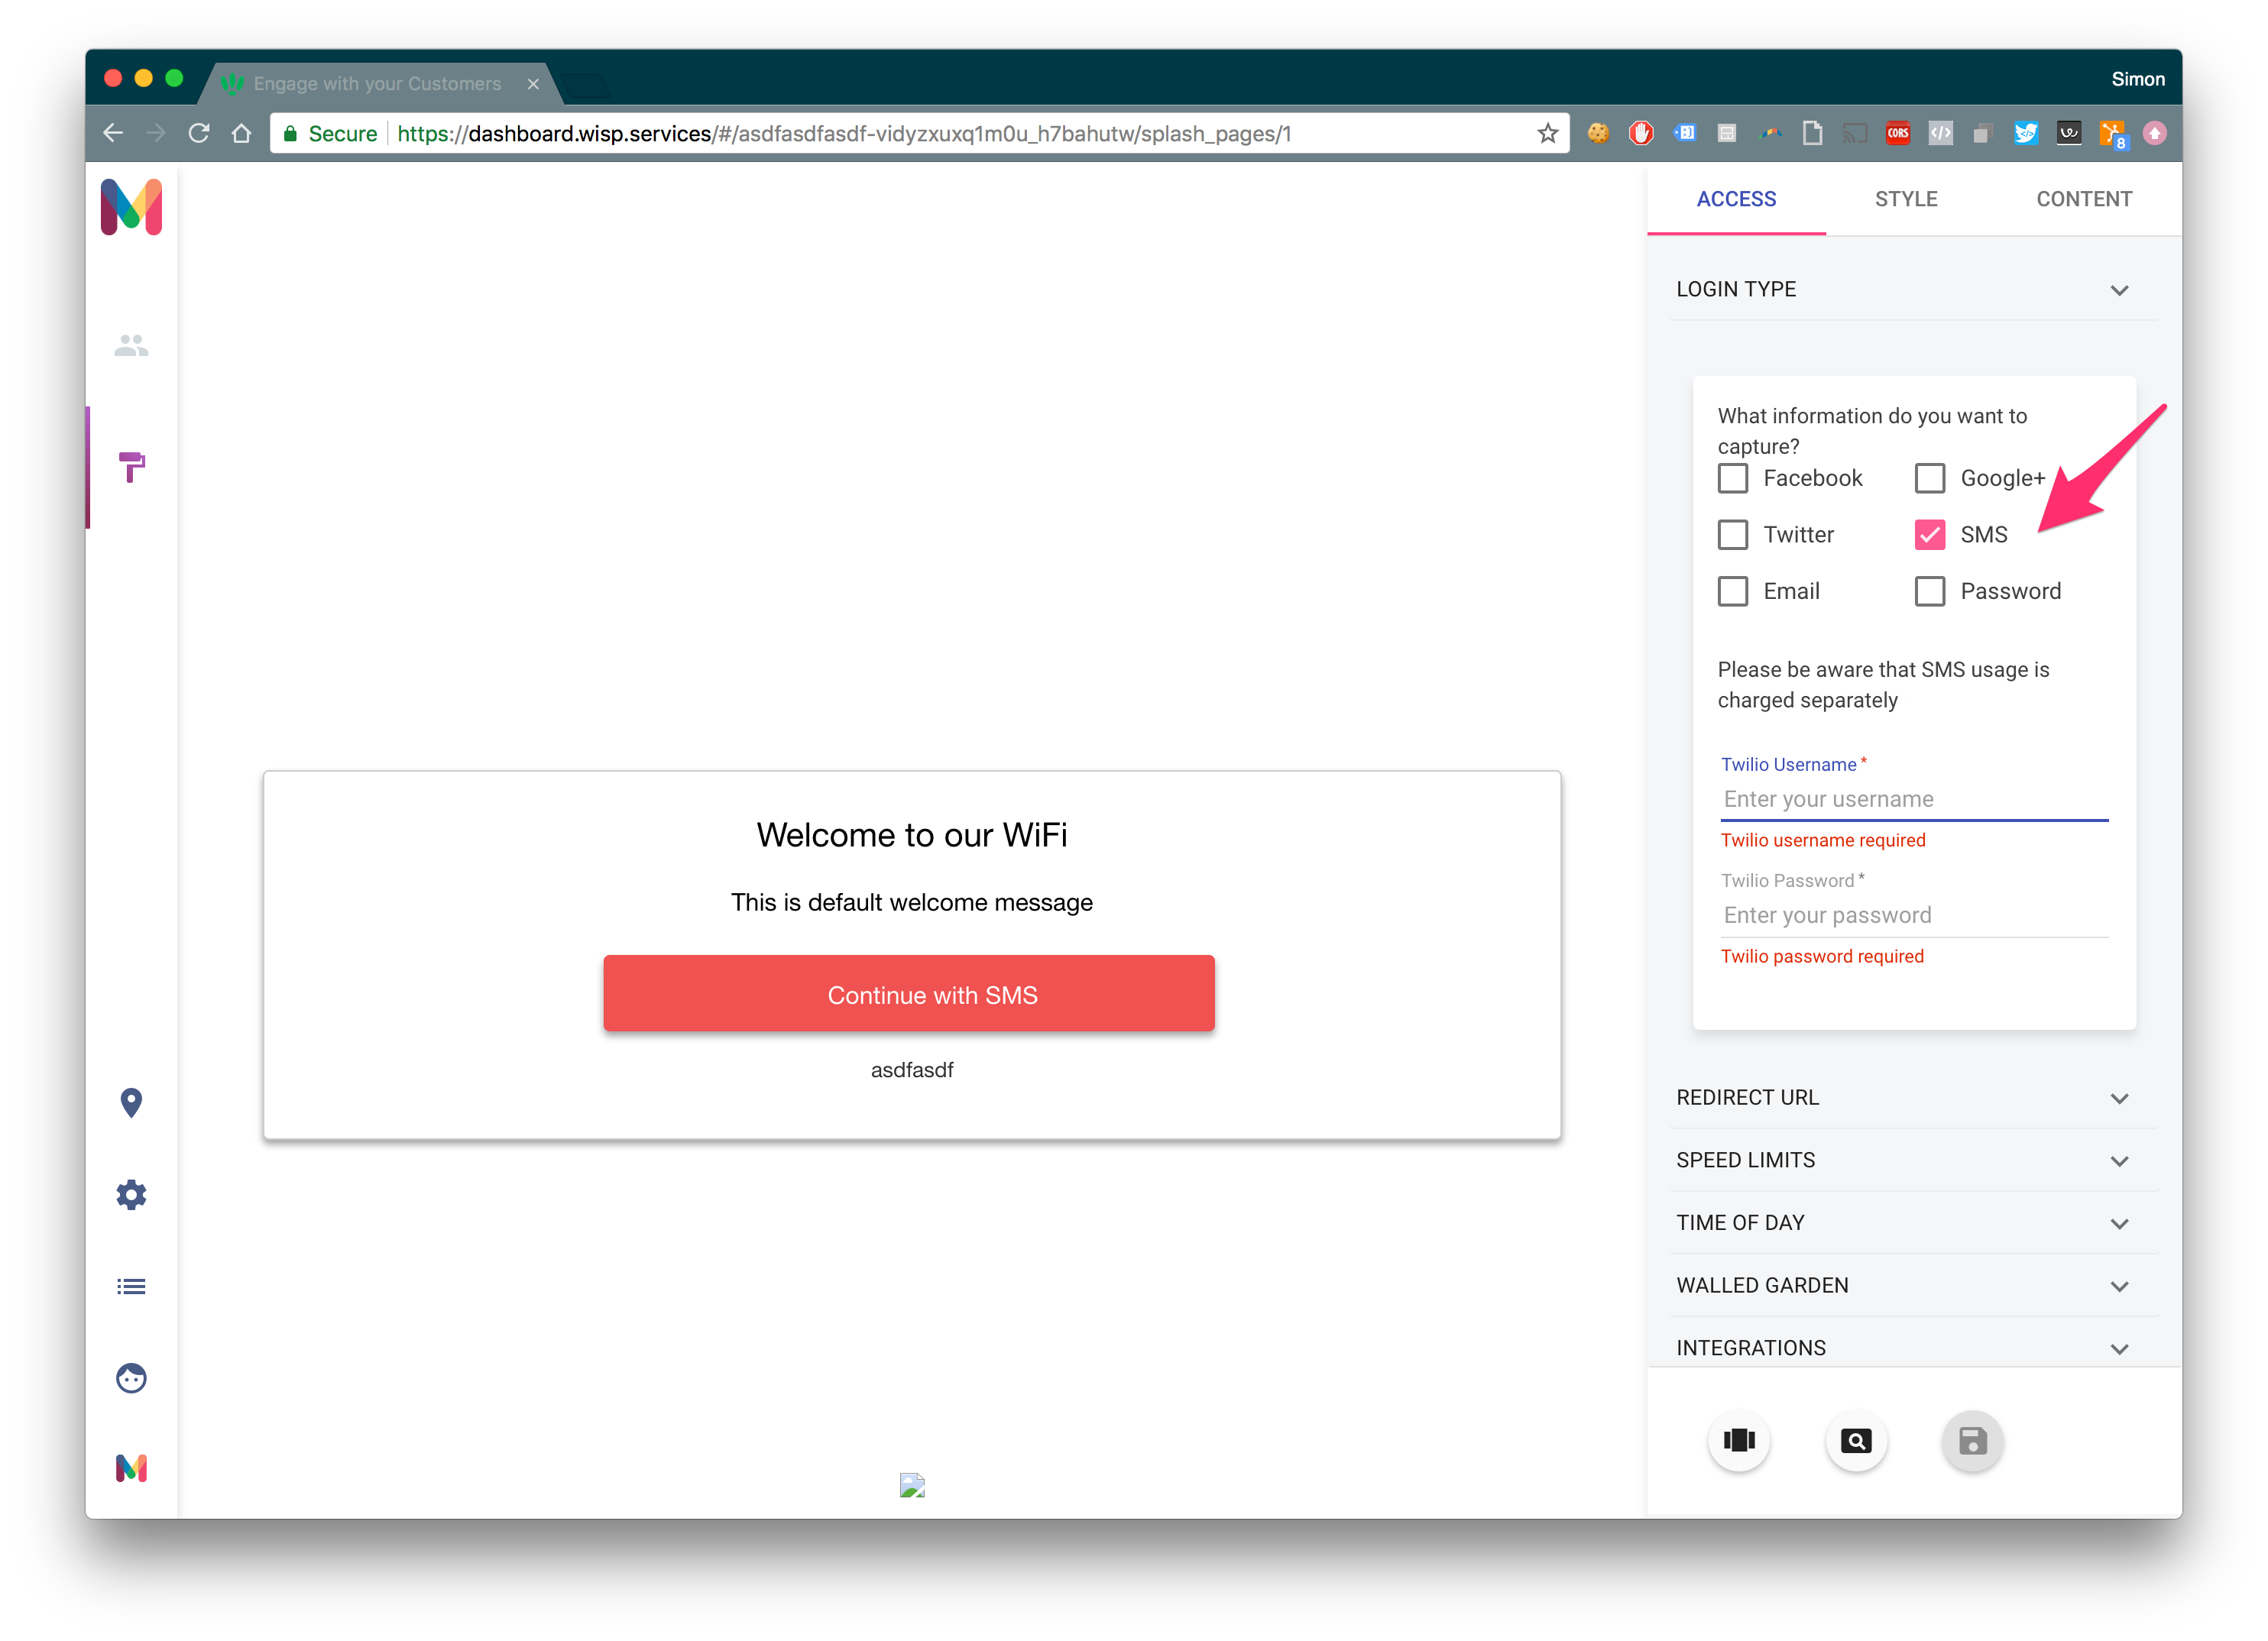 Engage with your Customers
Simon
Secure https://dashboard.wisp.services/#/asdfasdfasdf-vidyzxuxq1m0u_h7bahutw/splash_pages/1
CORS
8
ACCESS STYLE CONTENT
LOGIN TYPE
What information do you want to
capture?
Facebook Google+
Twitter SMS
Email Password
Please be aware that SMS usage is
charged separately
Twilio Username *
Enter your username
Twilio username required
Twilio Password *
Enter your password
Twilio password required
Welcome to our WiFi
This is default welcome message
Continue with SMS
asdfasdf
REDIRECT URL
SPEED LIMITS
TIME OF DAY
WALLED GARDEN
INTEGRATIONS